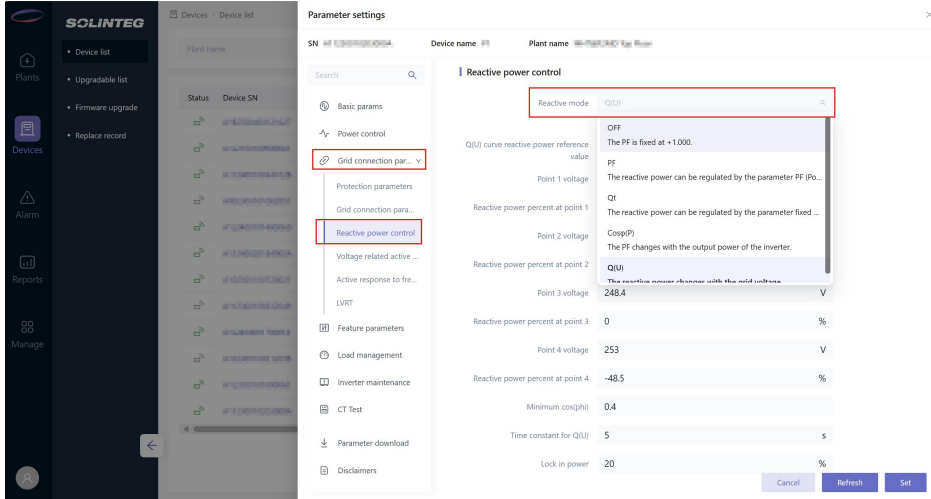 SOLINTEG
Plants
Devices
Alarm
Reports
Manage
Device list
Upgradable list
Firmware upgrade
Replace record
Devices > Device list
Plant name
Status Device SN
Parameter settings
SN
Device name
Plant name
Search
Basic params
Power control
Grid connection par...
Protection parameters
Grid connection para...
Reactive power control
Voltage related active ...
Active response to fre...
LVRT
Feature parameters
Load management
Inverter maintenance
CT Test
Parameter download
Disclaimers
Reactive power control
Reactive mode Q(U)
OFF
The PF is fixed at +1.000.
PF
The reactive power can be regulated by the parameter PF (Po...
Qt
The reactive power can be regulated by the parameter fixed ...
Cosφ(P)
The PF changes with the output power of the inverter.
Q(U)
The reactive power changes with the grid voltage
Q(U) curve reactive power reference
value
Point 1 voltage
Reactive power percent at point 1
Point 2 voltage
Reactive power percent at point 2
Point 3 voltage 248.4 V
Reactive power percent at point 3 0 %
Point 4 voltage 253 V
Reactive power percent at point 4 -48.5 %
Minimum cos(phi) 0.4
Time constant for Q(U) 5 s
Lock in power 20 %
Cancel Refresh Set